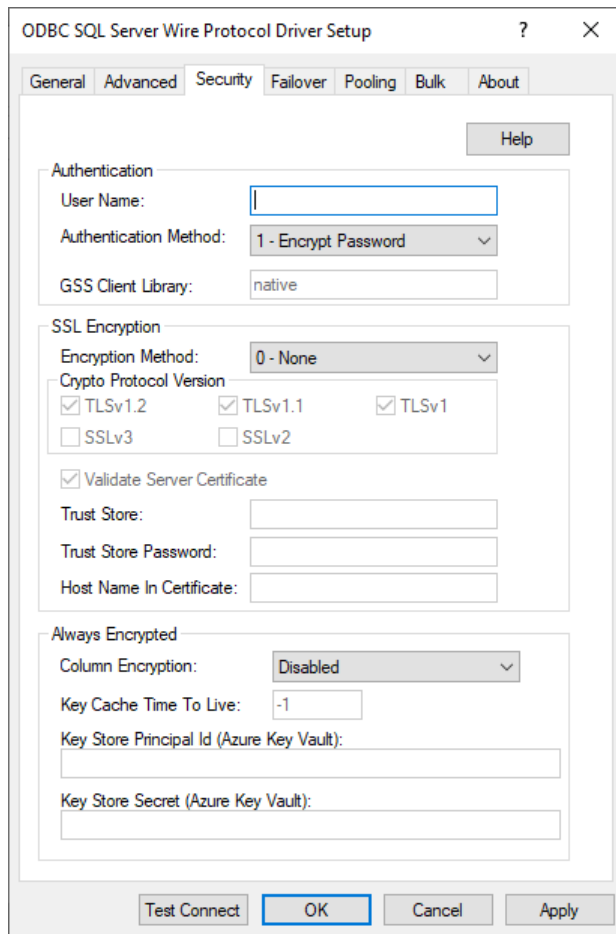 ODBC SQL Server Wire Protocol Driver Setup ?
General Advanced Security Failover Pooling Bulk About
Help
Authentication
User Name:
Authentication Method: 1 - Encrypt Password
GSS Client Library: native
SSL Encryption
Encryption Method: 0 - None
Crypto Protocol Version
TLSv1.2 TLSv1.1 TLSv1
SSLv3 SSLv2
Validate Server Certificate
Trust Store:
Trust Store Password:
Host Name In Certificate:
Always Encrypted
Column Encryption: Disabled
Key Cache Time To Live: -1
Key Store Principal Id (Azure Key Vault):
Key Store Secret (Azure Key Vault):
Test Connect OK Cancel Apply